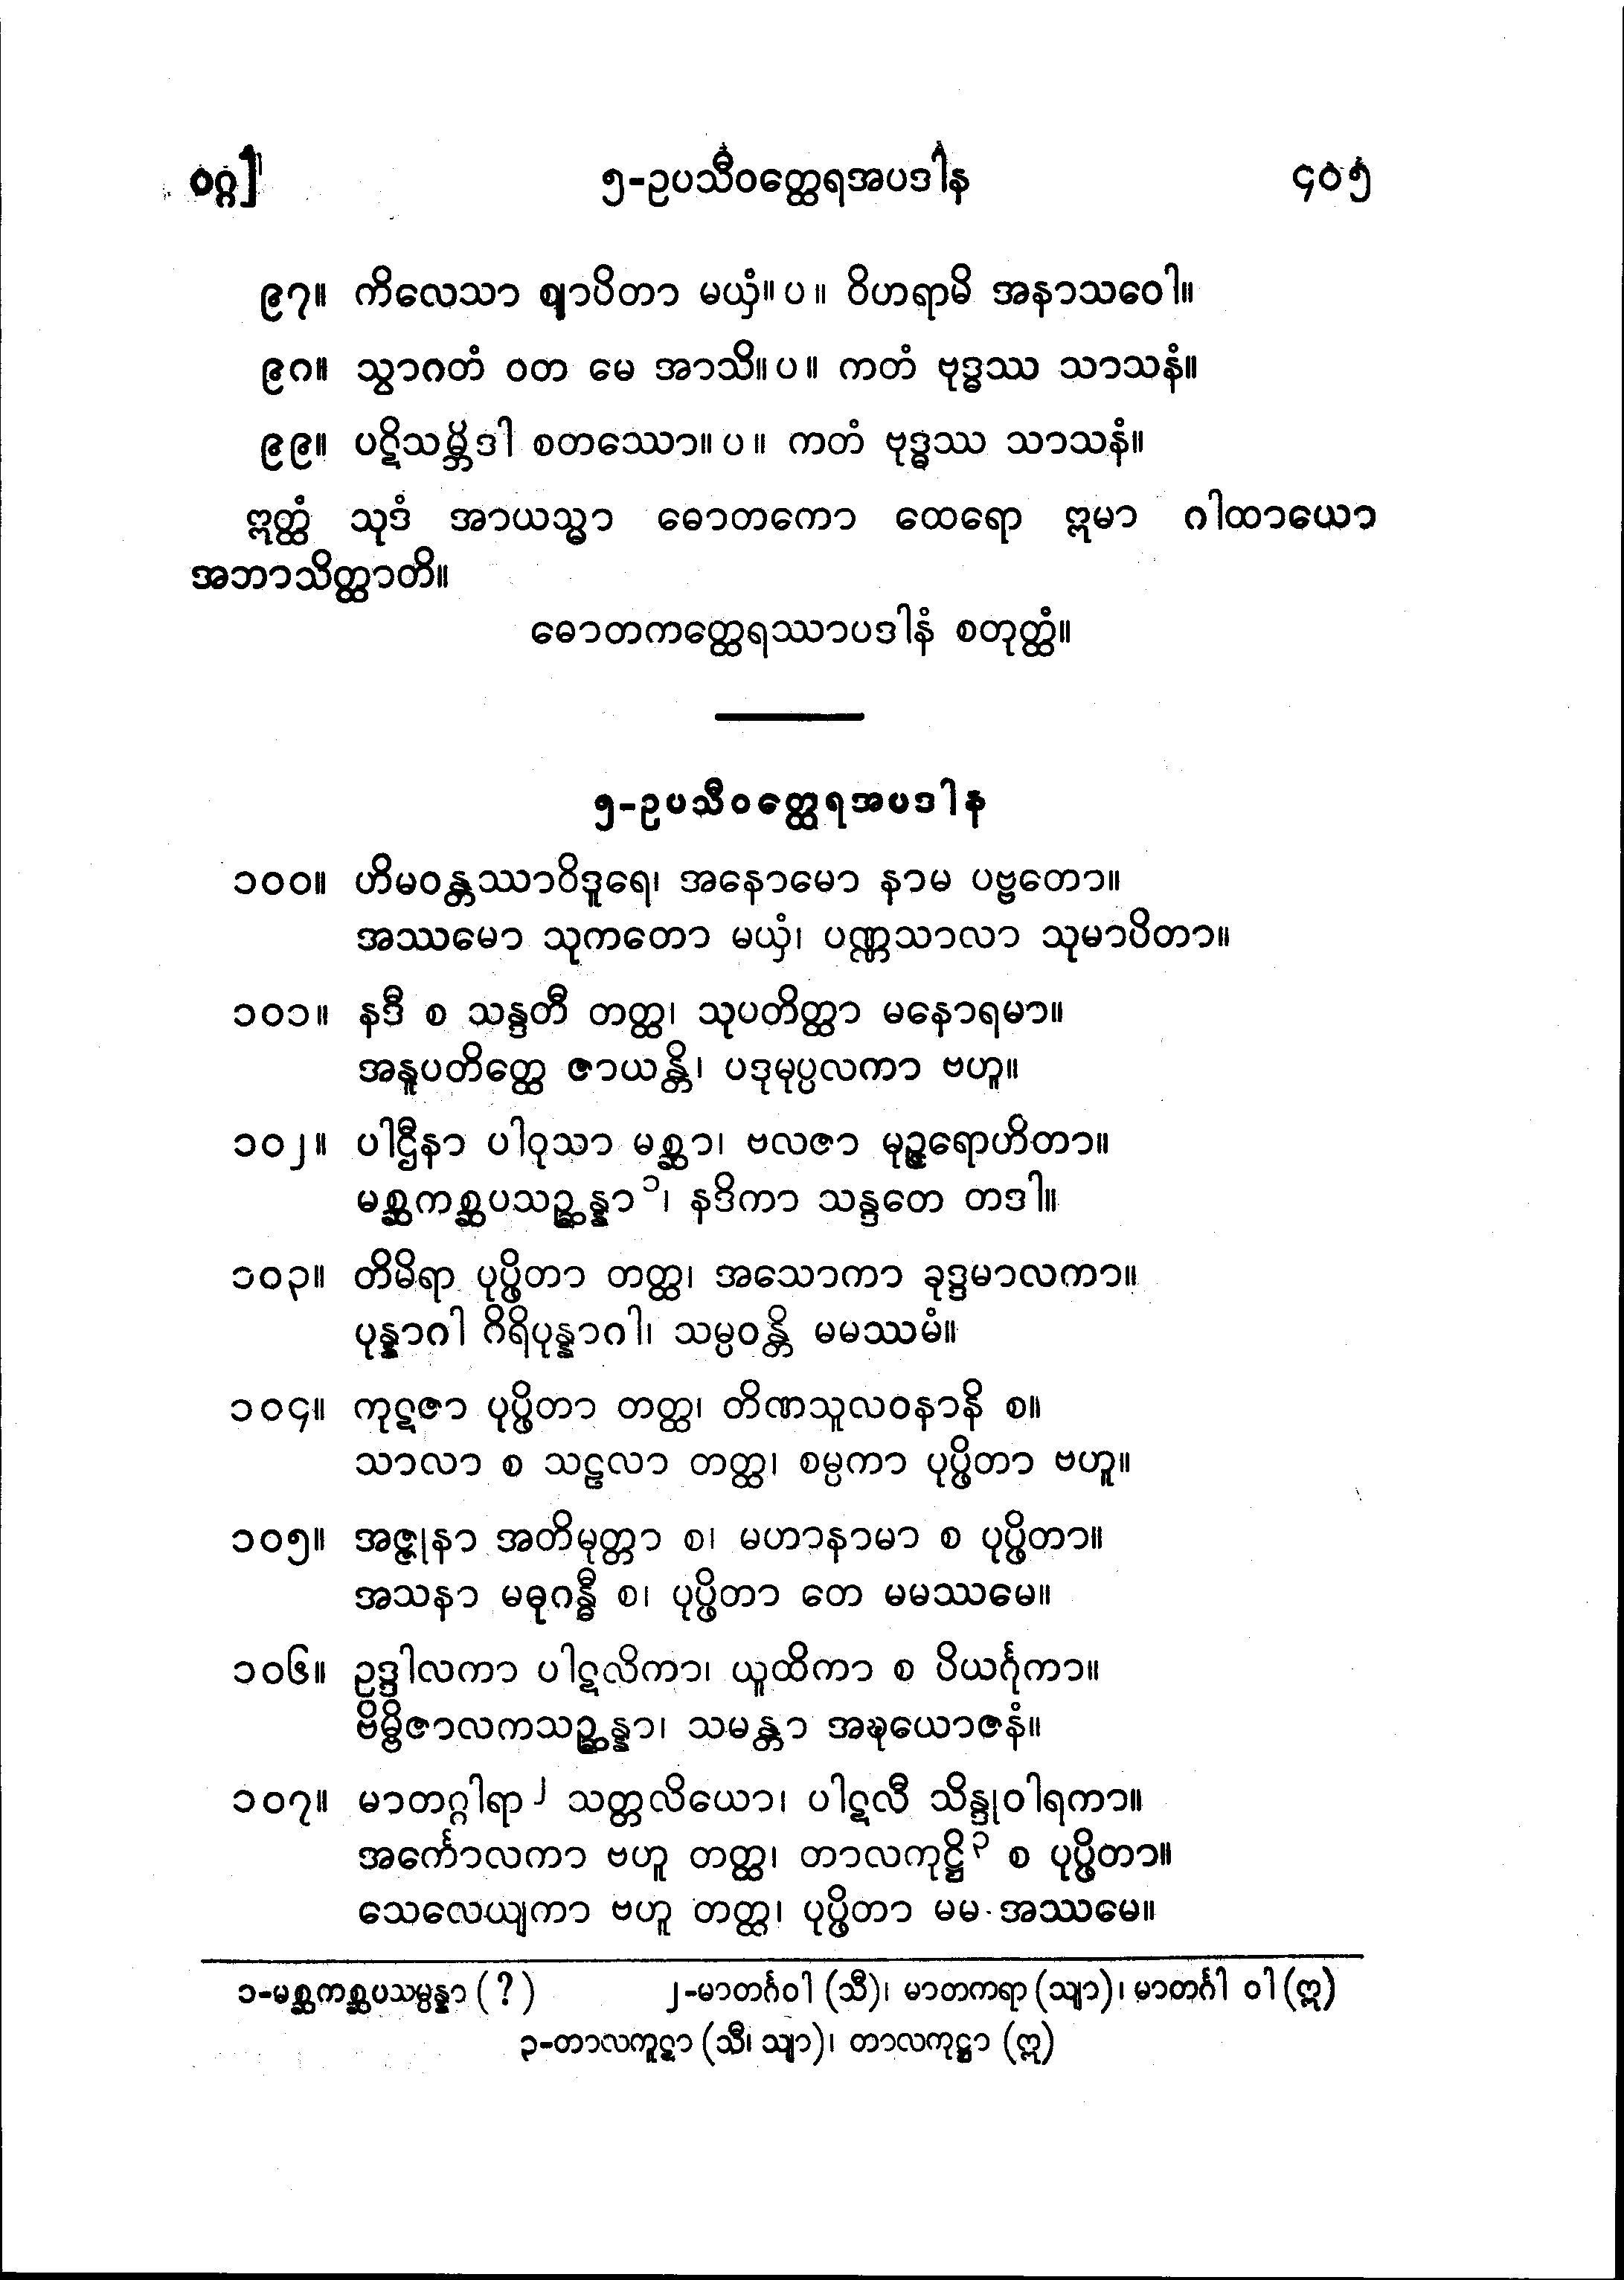 ဝဂ္ဂ] ၅-ဥပသီဝတ္ထေရအပဒါန ၄ဝ၅
၉၇။ ကိလေသာ ဈာပိတာ မယှံ။ ပ ။ ဝိဟရာမိ အနာသဝေါ။
၉၈။ သွာဂတံ ဝတ မေ အာသိ။ ပ ။ ကတံ ဗုဒ္ဓဿ သာသနံ။
၉၉။ ပဋိသမ္ဘိဒါ စတဿော။ ပ ။ ကတံ ဗုဒ္ဓဿ သာသနံ။
ဣတ္ထံ သုဒံ အာယသ္မာ ဓောတကော ထေရော ဣမာ ဂါထာယော
အဘာသိတ္ထာတိ။
ဓောတကတ္ထေရဿာပဒါနံ စတုတ္ထံ။
၅-ဥပသီဝတ္ထေရအပဒါန
၁ဝဝ။ ဟိမဝန္တဿာဝိဒူရေ၊ အနောမော နာမ ပဗ္ဗတော။
အဿမော သုကတော မယှံ၊ ပဏ္ဏသာလာ သုမာပိတာ။
၁ဝ၁။ နဒီ စ သန္ဒတီ တတ္ထ၊ သုပတိတ္ထာ မနောရမာ။
အနူပတိတ္ထေ ဇာယန္တိ၊ ပဒုမုပ္ပလကာ ဗဟူ။
၁ဝ၂။ ပါဌီနာ ပါဝုသာ မစ္ဆာ၊ ဗလဇာ မုဉ္ဇရောဟိတာ။
မစ္ဆကစ္ဆပသဉ္ဆန္နာ၁၊ နဒိကာ သန္ဒတေ တဒါ။
၁ဝ၃။ တိမိရာ ပုပ္ဖိတာ တတ္ထ၊ အသောကာ ခုဒ္ဒမာလကာ။
ပုန္နာဂါ ဂိရိပုန္နာဂါ၊ သမ္ပဝန္တိ မမဿမံ။
၁ဝ၄။ ကုဋဇာ ပုပ္ဖိတာ တတ္ထ၊ တိဏသူလဝနာနိ စ။
သာလာ စ သဠလာ တတ္ထ၊ စမ္ပကာ ပုပ္ဖိတာ ဗဟူ။
၁ဝ၅။ အဇ္ဇုနာ အတိမုတ္တာ စ၊ မဟာနာမာ စ ပုပ္ဖိတာ။
အသနာ မဓုဂန္ဓီ စ၊ ပုပ္ဖိတာ တေ မမဿမေ။
၁ဝ၆။ ဥဒ္ဒါလကာ ပါဋလိကာ၊ ယူထိကာ စ ပိယင်္ဂုကာ။
ဗိမ္ဗိဇာလကသဉ္ဆန္နာ၊ သမန္တာ အဍ္ဎယောဇနံ။
၁ဝ၇။ မာတဂ္ဂါရာ၂ သတ္တလိယော၊ ပါဋလီ သိန္ဒုဝါရကာ။
အင်္ကောလကာ ဗဟူ တတ္ထ၊ တာလကုဋ္ဌိ၃ စ ပုပ္ဖိတာ။
သေလေယျကာ ဗဟူ တတ္ထ၊ ပုပ္ဖိတာ မမ အဿမေ။
၁-မစ္ဆကစ္ဆပသမ္ပန္နာ (?) ၂-မာတင်္ဂဝါ (သီ)၊ မာတကရာ (သျာ)၊ မာတင်္ဂါ ဝါ (ဣ)
၃-တာလကူဋာ (သီ၊ သျာ)၊ တာလကုဋ္ဌာ (ဣ)